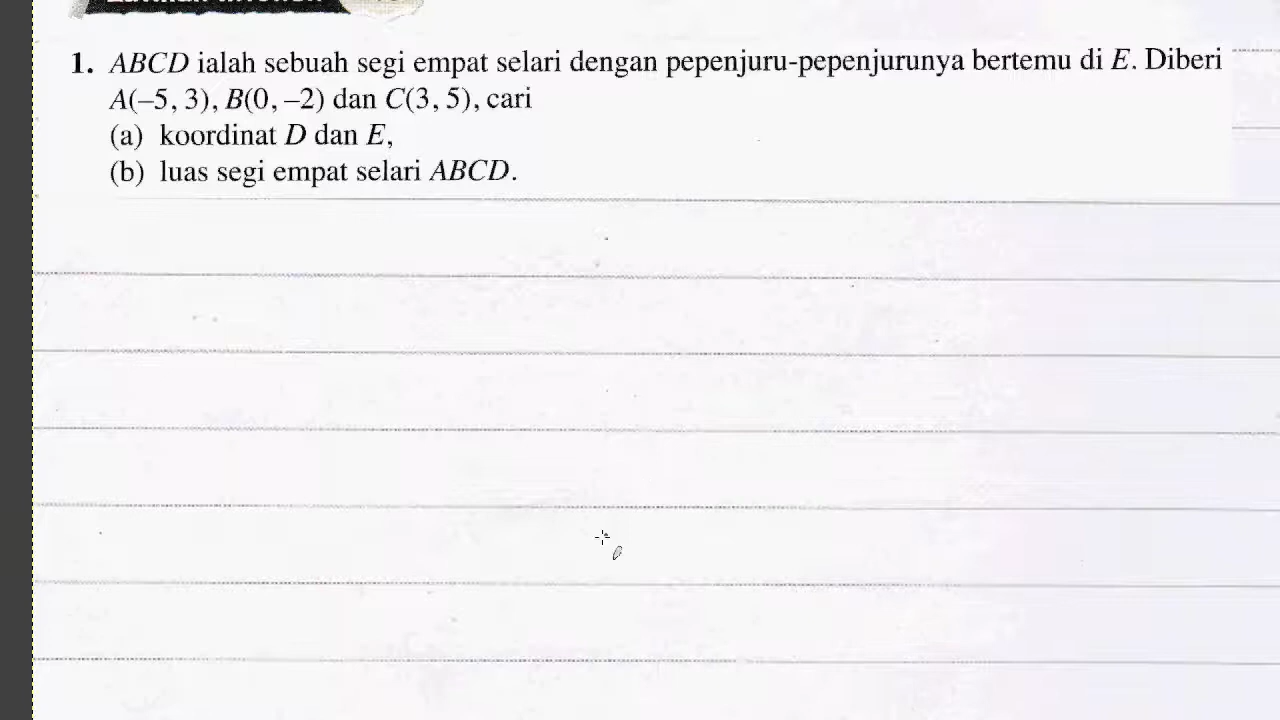 1. ABCD ialah sebuah segi empat selari dengan pepenjuru-pepenjurunya bertemu di E. Diberi
A(–5, 3), B(0, –2) dan C(3, 5), cari
(a) koordinat D dan E,
(b) luas segi empat selari ABCD.